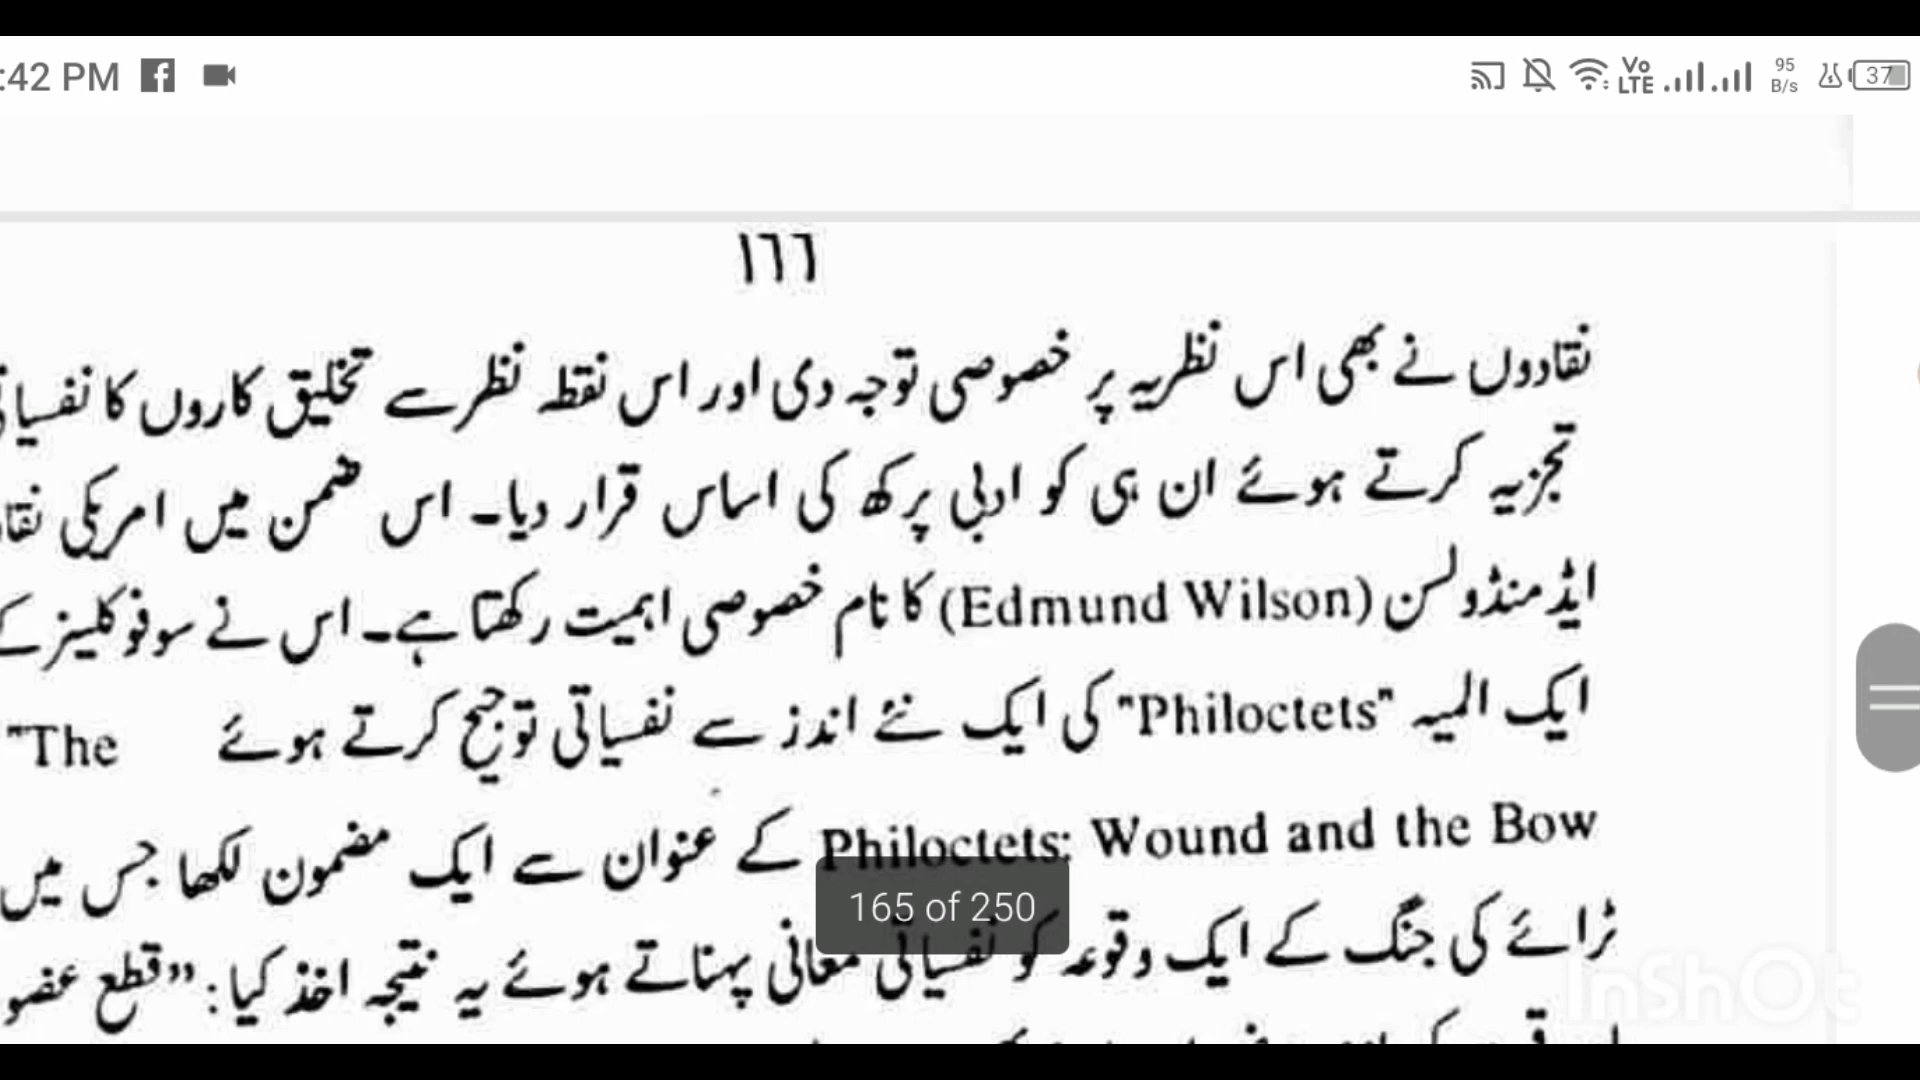 :42 PM
Vo LTE 95 B/s 37
١٦٦
نقادوں نے بھی اس نظریہ پر خصوصی توجہ دی اور اس نقطہ نظر سے تخلیق کاروں کا
تجزیہ کرتے ہوئے ان ہی کو ادبی پرکھ کی اساس قرار دیا۔ اس ضمن میں امریکی
ایڈمنڈولسن (Edmund Wilson) کا نام خصوصی اہمیت رکھتا ہے۔ اس نے سوفوکلیز کے
ایک المیہ "Philoctets" کی ایک نئے اندز سے نفسیاتی توجیح کرتے ہوئے "The
Philoctets: Wound and the Bow کے عنوان سے ایک مضمون لکھا جس میں
165 of 250
ٹرائے کی جنگ کے ایک وقوعہ کو نفسیاتی معانی پہناتے ہوئے یہ نتیجہ اخذ کیا: "قطع عضو
InShOt